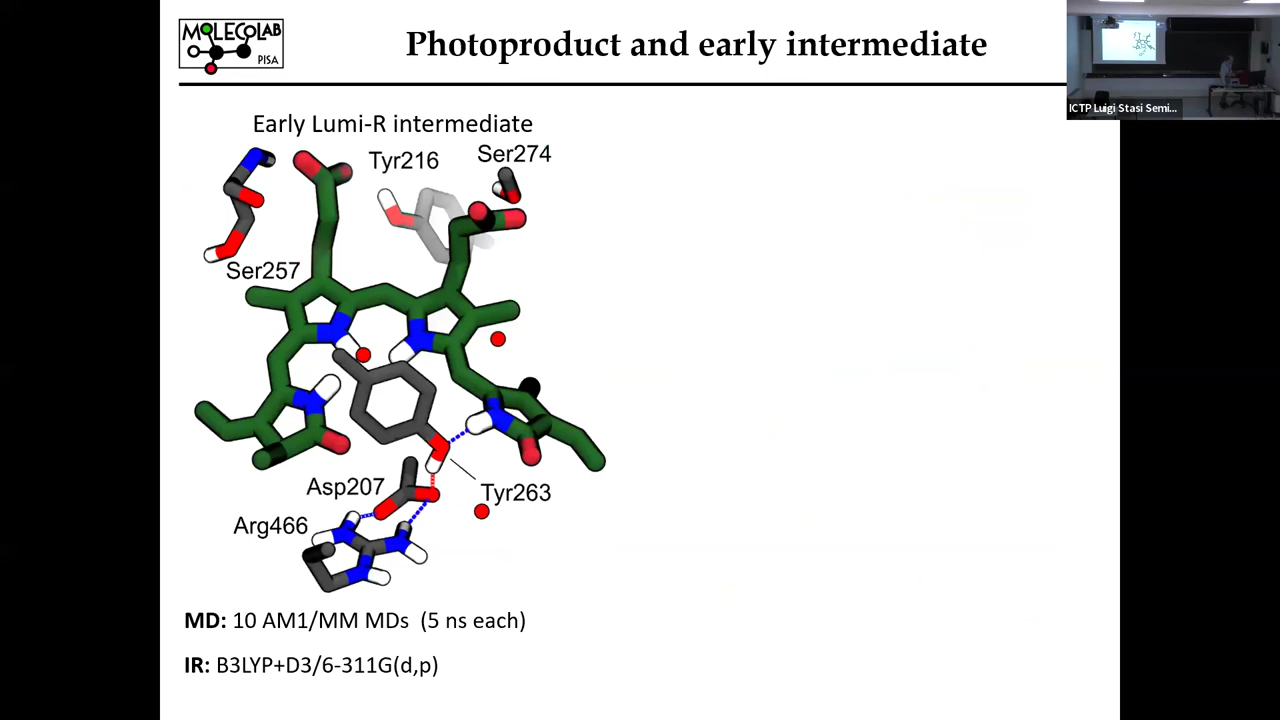 MOLECOLAB
PISA
Photoproduct and early intermediate
ICTP Luigi Stasi Semi...
Early Lumi-R intermediate
Tyr216
Ser274
Ser257
Asp207
Tyr263
Arg466
MD: 10 AM1/MM MDs (5 ns each)
IR: B3LYP+D3/6-311G(d,p)